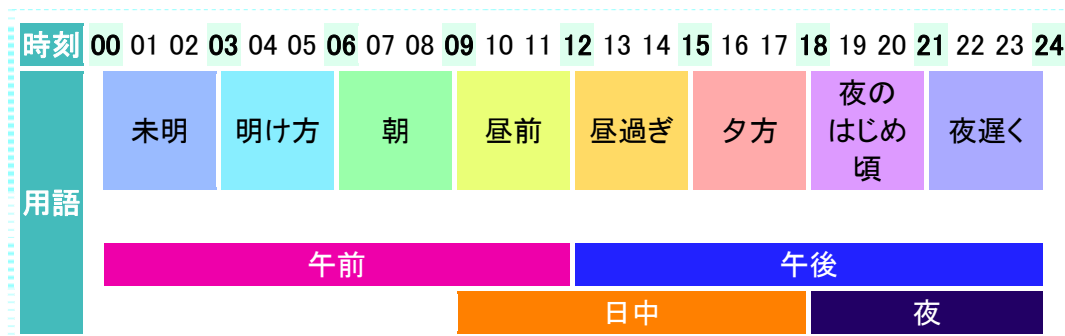 時刻 00 01 02 03 04 05 06 07 08 09 10 11 12 13 14 15 16 17 18 19 20 21 22 23 24
用語
未明 明け方 朝 昼前 昼過ぎ 夕方 夜の
はじめ
頃 夜遅く
午前 午後
日中 夜